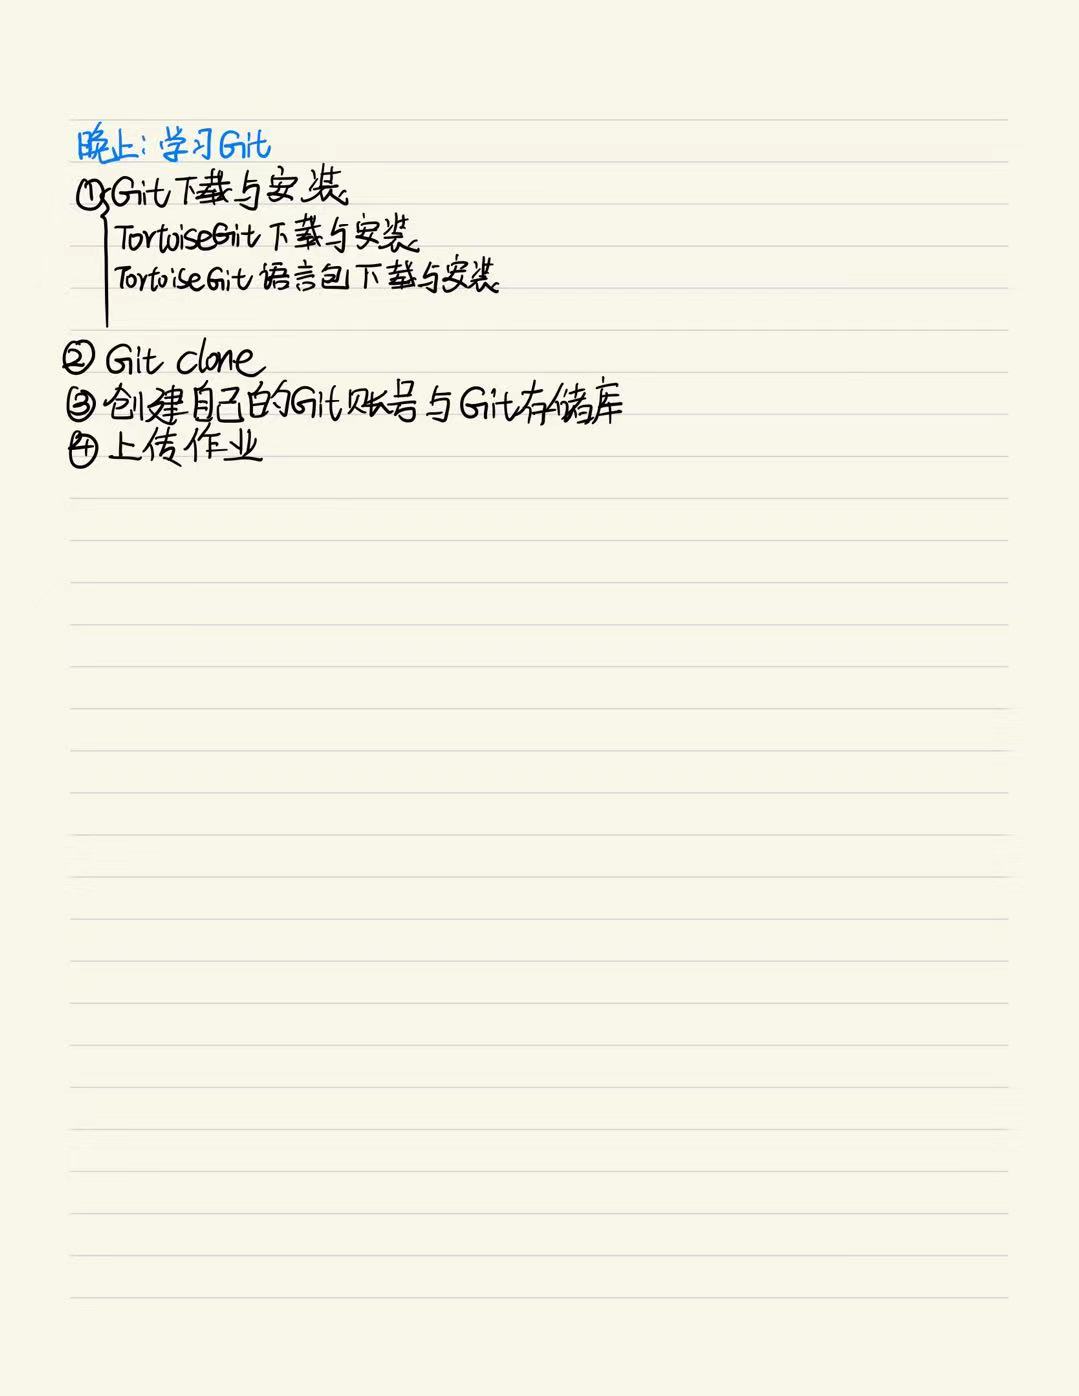 晚上：学习Git
① Git下载与安装
TortoiseGit下载与安装
TortoiseGit语言包下载与安装
② Git clone
③ 创建自己的Git账号与Git存储库
④ 上传作业